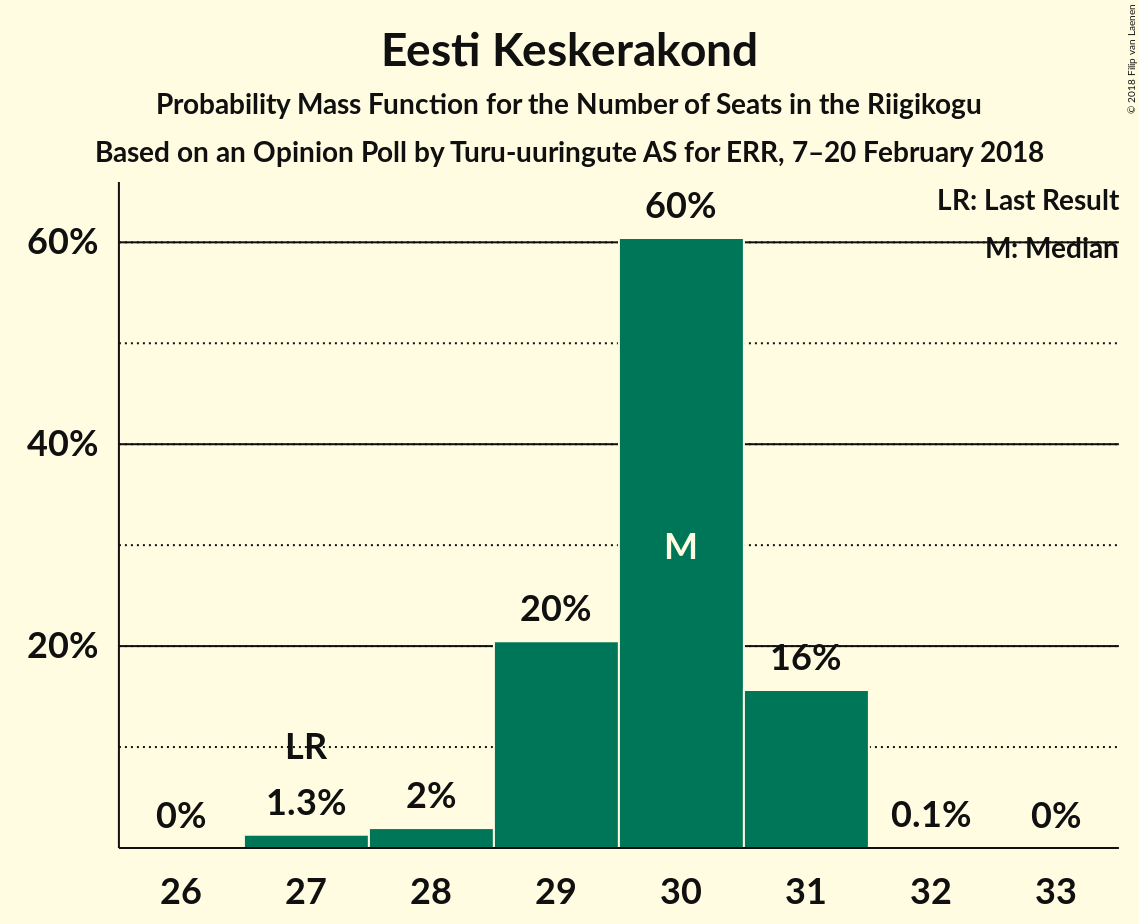 Eesti Keskerakond
Probability Mass Function for the Number of Seats in the Riigikogu
Based on an Opinion Poll by Turu-uuringute AS for ERR, 7–20 February 2018
© 2018 Filip van Laenen
LR: Last Result
M: Median
60%
40%
20%
0%
LR
1.3%
2%
20%
60%
M
16%
0.1%
0%
26 27 28 29 30 31 32 33